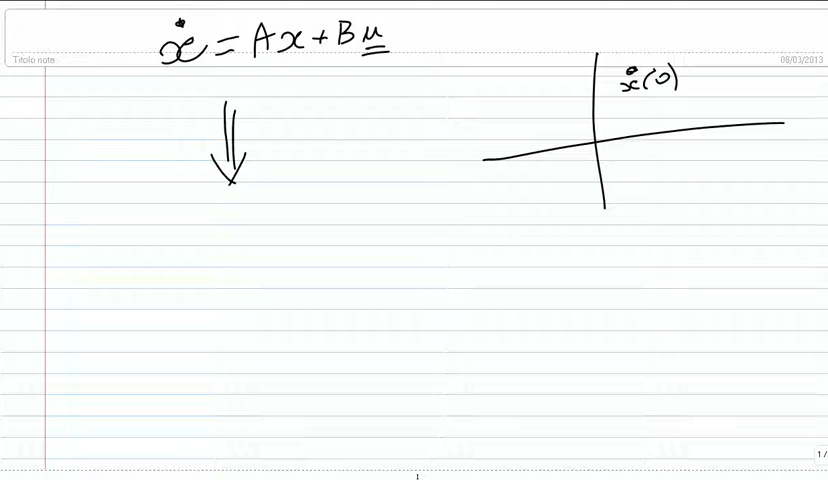 ẋ = Ax + Bu
Titolo nota
08/03/2013
ẋ(0)
1/
1